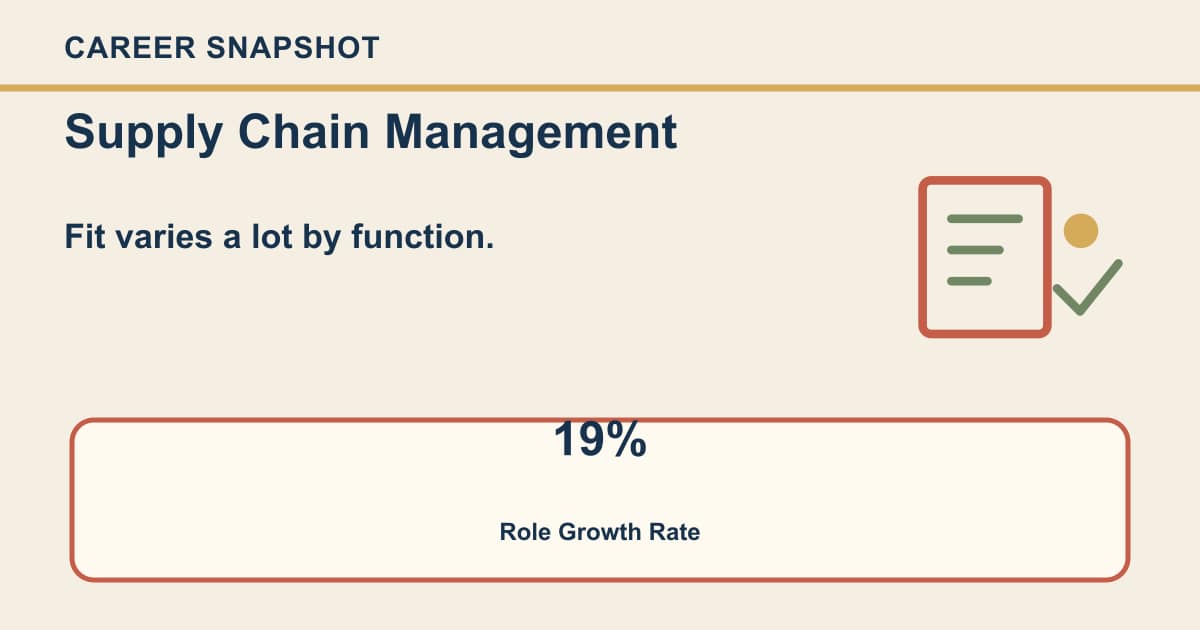 CAREER SNAPSHOT
Supply Chain Management
Fit varies a lot by function.
19%
Role Growth Rate